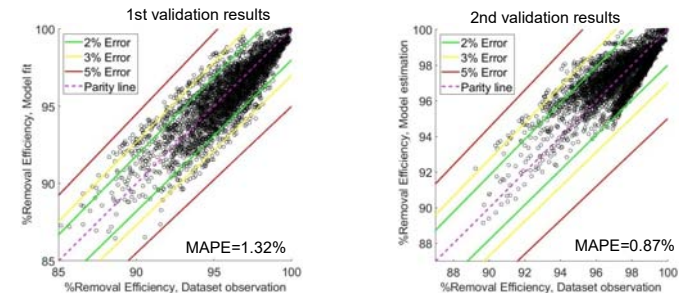 1st validation results
100
95
90
85
85
90
95
100
%Removal Efficiency, Model fit
%Removal Efficiency, Dataset observation
2% Error
3% Error
5% Error
Parity line
MAPE=1.32%
2nd validation results
100
98
96
94
92
90
88
88
90
92
94
96
98
100
%Removal Efficiency, Model estimation
%Removal Efficiency, Dataset observation
2% Error
3% Error
5% Error
Parity line
MAPE=0.87%